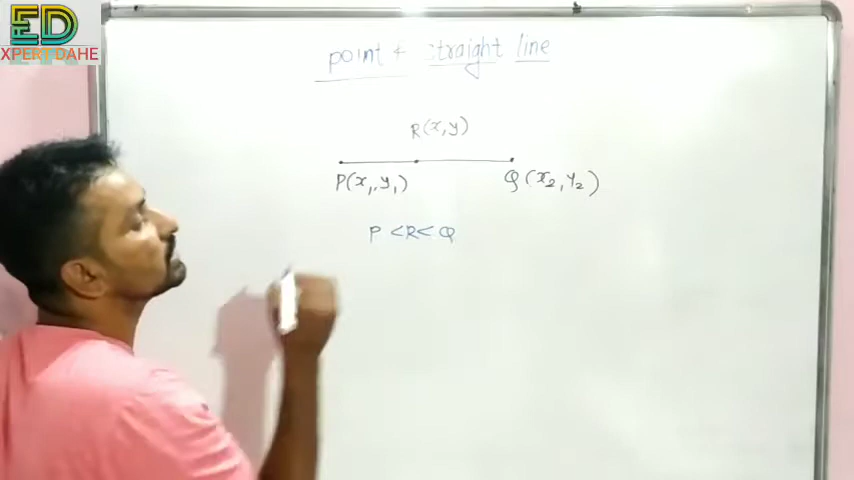 ED
XPERT DAHE
point & straight line
R(x,y)
P(x₁,y₁) Q(x₂,y₂)
P <R< Q